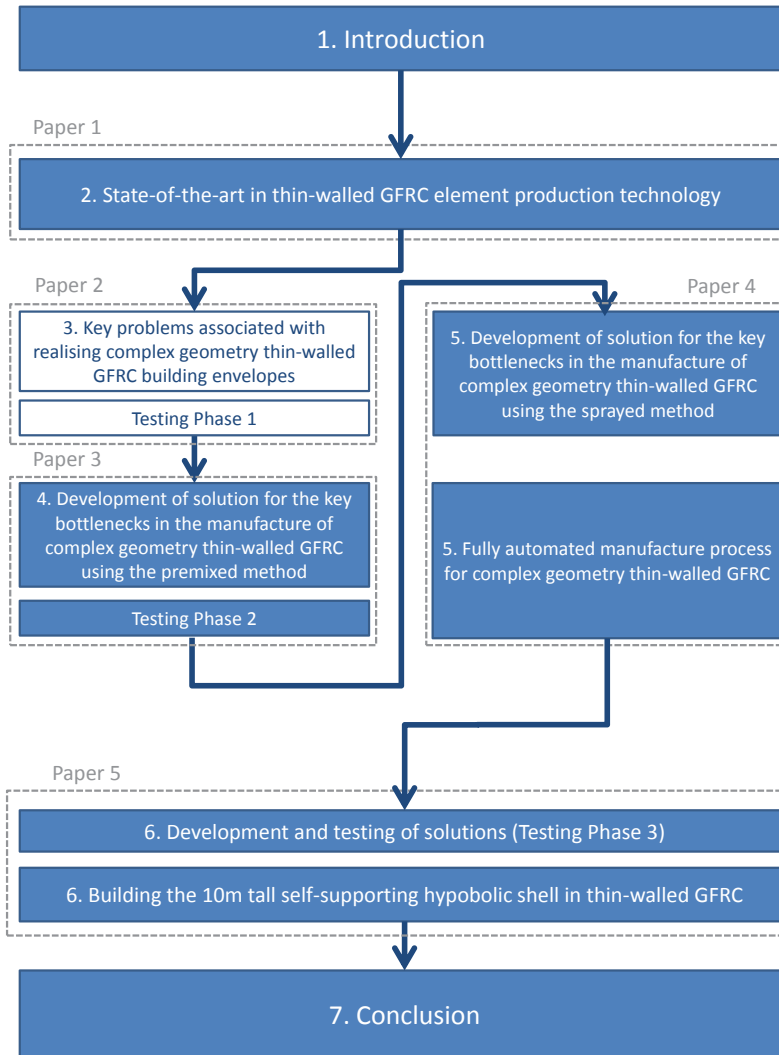 1. Introduction
Paper 1
2. State-of-the-art in thin-walled GFRC element production technology
Paper 2
3. Key problems associated with
realising complex geometry thin-walled
GFRC building envelopes
Testing Phase 1
Paper 3
4. Development of solution for the key
bottlenecks in the manufacture of
complex geometry thin-walled GFRC
using the premixed method
Testing Phase 2
Paper 4
5. Development of solution for the key
bottlenecks in the manufacture of
complex geometry thin-walled GFRC
using the sprayed method
5. Fully automated manufacture process
for complex geometry thin-walled GFRC
Paper 5
6. Development and testing of solutions (Testing Phase 3)
6. Building the 10m tall self-supporting hypobolic shell in thin-walled GFRC
7. Conclusion